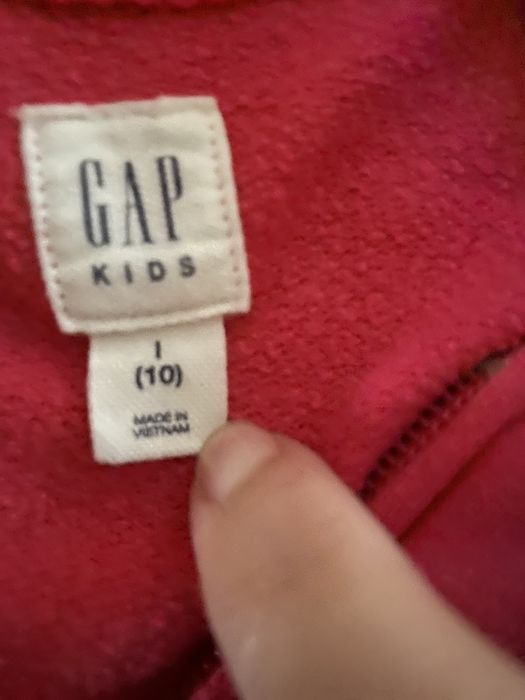 GAP
KIDS
I
(10)
MADE IN
VIETNAM